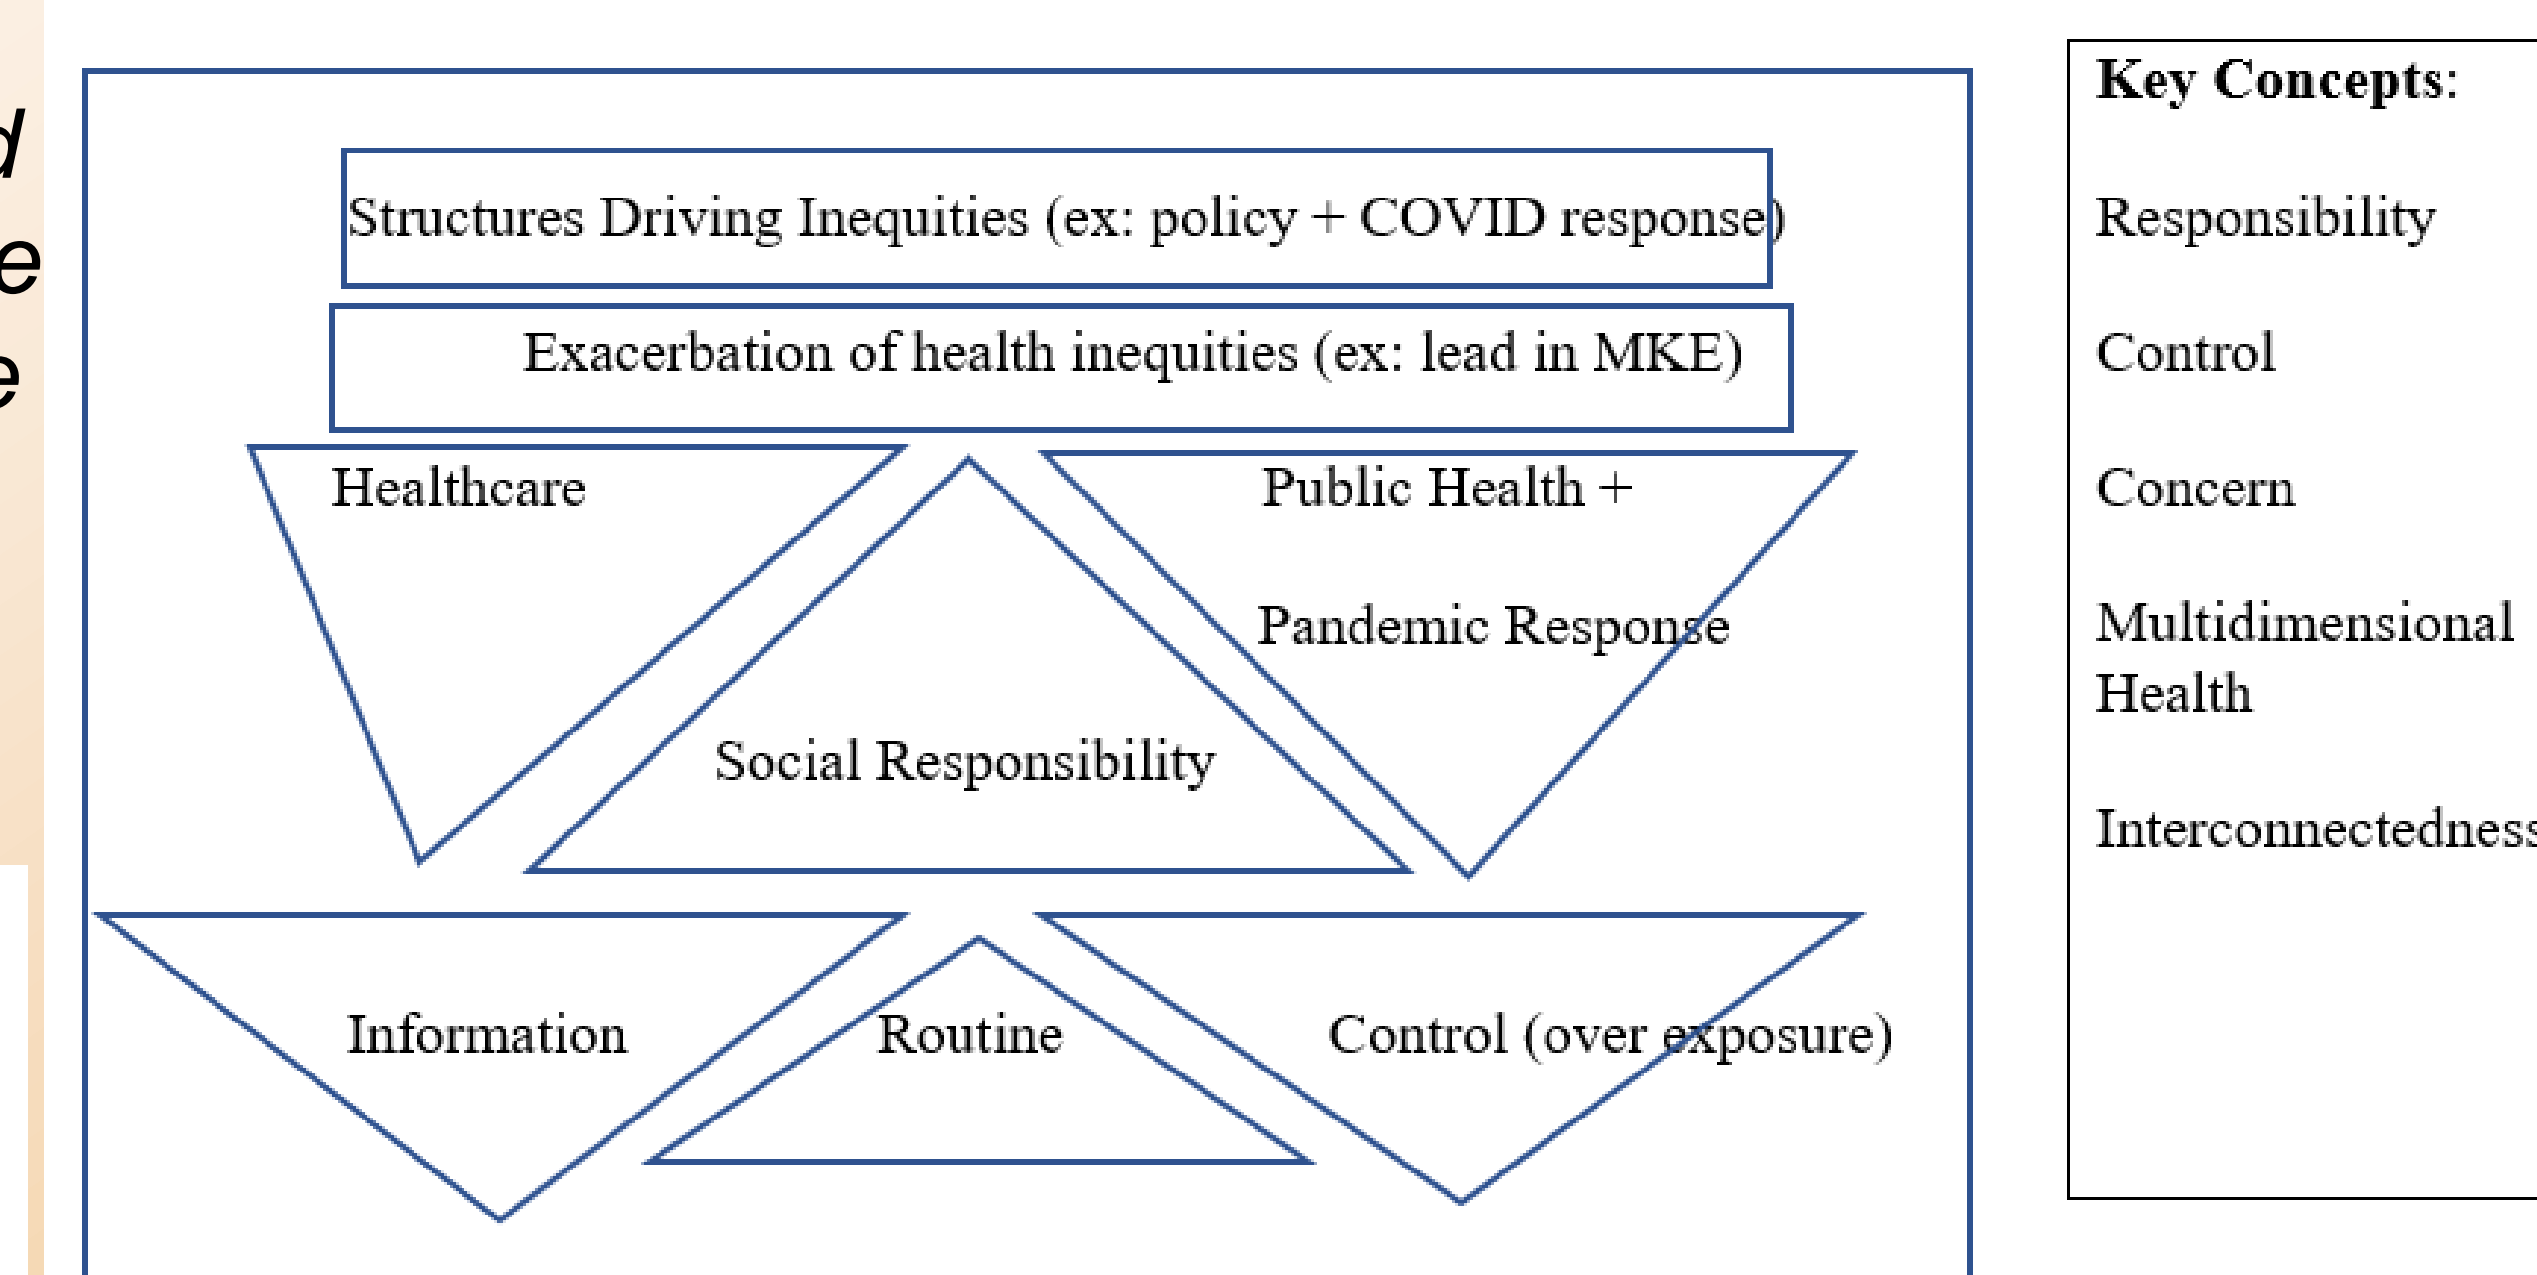 d
e
e
Structures Driving Inequities (ex: policy + COVID response)
Exacerbation of health inequities (ex: lead in MKE)
Healthcare
Public Health +
Pandemic Response
Social Responsibility
Information
Routine
Control (over exposure)
Key Concepts:
Responsibility
Control
Concern
Multidimensional
Health
Interconnectedness